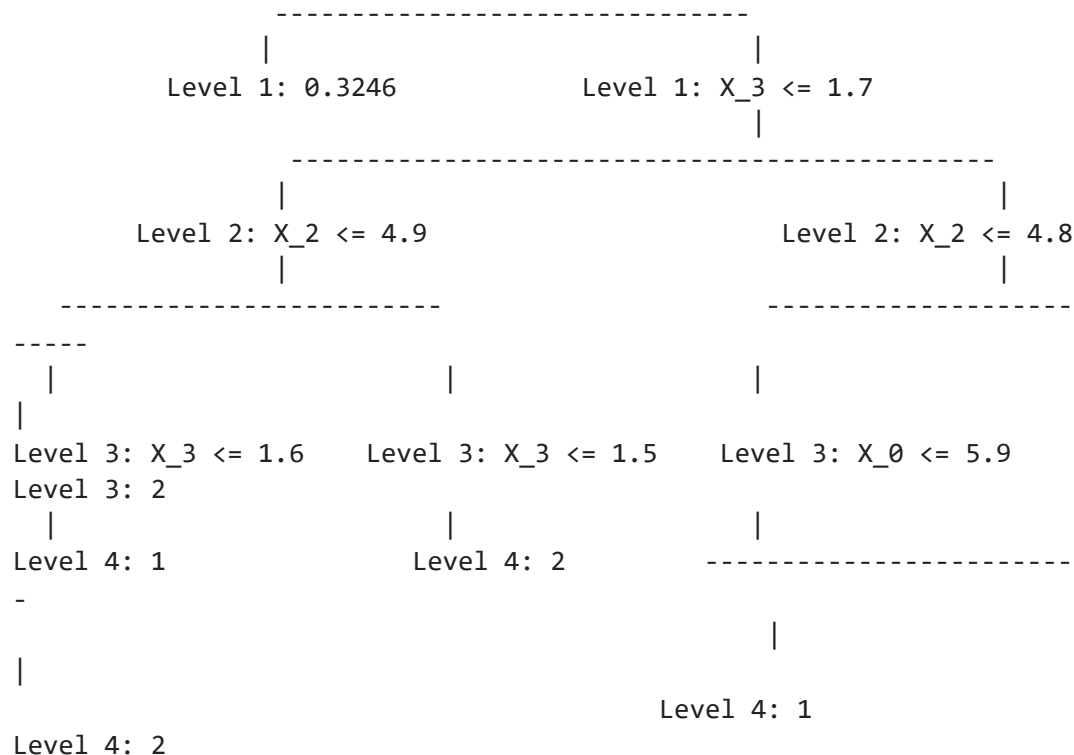 -------------------------------
| |
Level 1: 0.3246 Level 1: X_3 <= 1.7
|
----------------------------------------------
| |
Level 2: X_2 <= 4.9 Level 2: X_2 <= 4.8
| |
------------------------- --------------------
-----
| | |
|
Level 3: X_3 <= 1.6 Level 3: X_3 <= 1.5 Level 3: X_0 <= 5.9
Level 3: 2
| | |
Level 4: 1 Level 4: 2 ------------------------
-
|
|
Level 4: 1
Level 4: 2